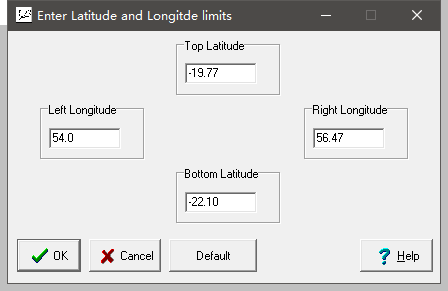 Enter Latitude and Longitde limits
Top Latitude
-19.77
Left Longitude
54.0
Right Longitude
56.47
Bottom Latitude
-22.10
OK
Cancel
Default
Help